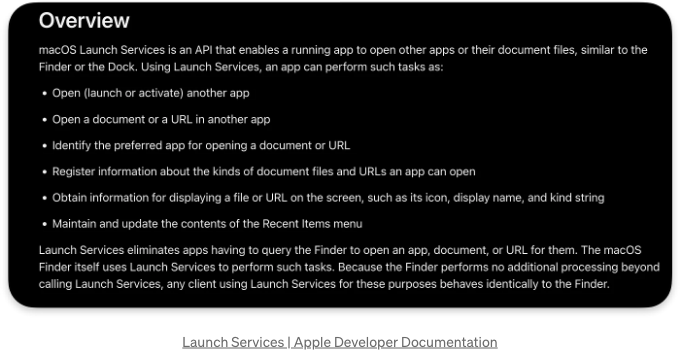 Overview
macOS Launch Services is an API that enables a running app to open other apps or their document files, similar to the
Finder or the Dock. Using Launch Services, an app can perform such tasks as:
• Open (launch or activate) another app
• Open a document or a URL in another app
• Identify the preferred app for opening a document or URL
• Register information about the kinds of document files and URLs an app can open
• Obtain information for displaying a file or URL on the screen, such as its icon, display name, and kind string
• Maintain and update the contents of the Recent Items menu
Launch Services eliminates apps having to query the Finder to open an app, document, or URL for them. The macOS
Finder itself uses Launch Services to perform such tasks. Because the Finder performs no additional processing beyond
calling Launch Services, any client using Launch Services for these purposes behaves identically to the Finder.
Launch Services | Apple Developer Documentation